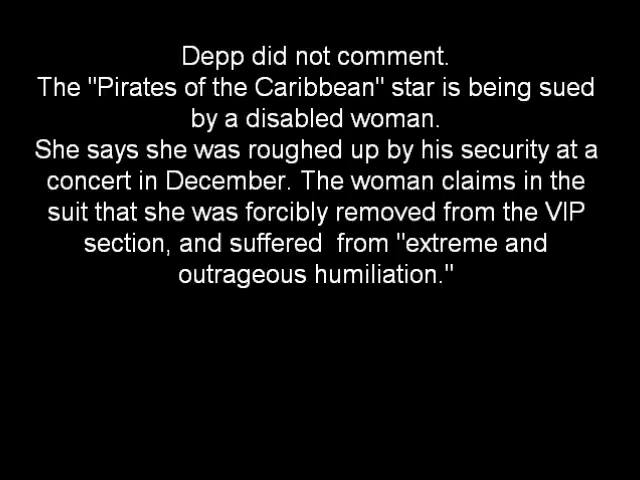 Depp did not comment.
The "Pirates of the Caribbean" star is being sued
by a disabled woman.
She says she was roughed up by his security at a
concert in December. The woman claims in the
suit that she was forcibly removed from the VIP
section, and suffered  from "extreme and
outrageous humiliation."